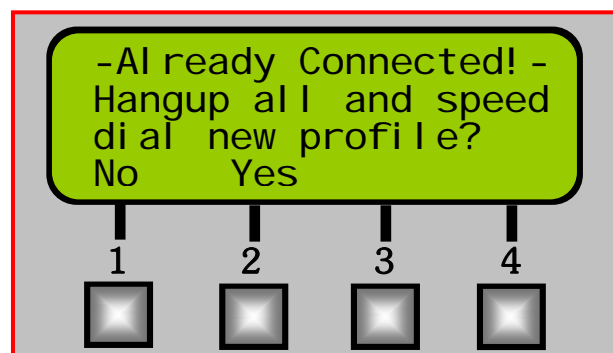 -Already Connected!-
Hangup all and speed
dial new profile?
No Yes
1 2 3 4